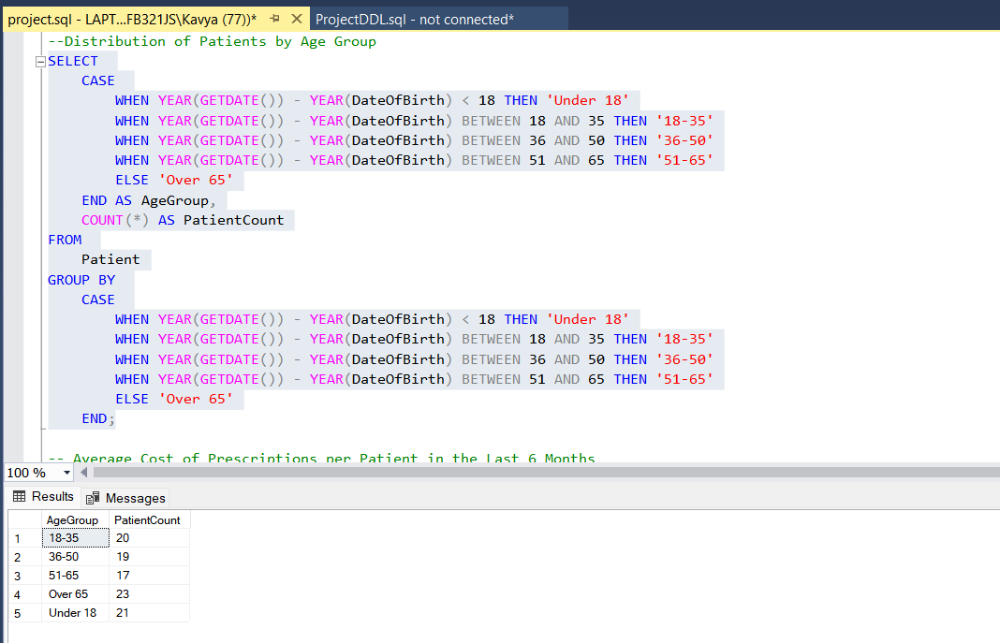 project.sql - LAPT...FB321JS\Kavya (77))* ProjectDDL.sql - not connected*
--Distribution of Patients by Age Group
SELECT
CASE
WHEN YEAR(GETDATE()) - YEAR(DateOfBirth) < 18 THEN 'Under 18'
WHEN YEAR(GETDATE()) - YEAR(DateOfBirth) BETWEEN 18 AND 35 THEN '18-35'
WHEN YEAR(GETDATE()) - YEAR(DateOfBirth) BETWEEN 36 AND 50 THEN '36-50'
WHEN YEAR(GETDATE()) - YEAR(DateOfBirth) BETWEEN 51 AND 65 THEN '51-65'
ELSE 'Over 65'
END AS AgeGroup,
COUNT(*) AS PatientCount
FROM
Patient
GROUP BY
CASE
WHEN YEAR(GETDATE()) - YEAR(DateOfBirth) < 18 THEN 'Under 18'
WHEN YEAR(GETDATE()) - YEAR(DateOfBirth) BETWEEN 18 AND 35 THEN '18-35'
WHEN YEAR(GETDATE()) - YEAR(DateOfBirth) BETWEEN 36 AND 50 THEN '36-50'
WHEN YEAR(GETDATE()) - YEAR(DateOfBirth) BETWEEN 51 AND 65 THEN '51-65'
ELSE 'Over 65'
END;
-- Average Cost of Prescriptions per Patient in the Last 6 Months
100 %
Results Messages
AgeGroup PatientCount
1 18-35 20
2 36-50 19
3 51-65 17
4 Over 65 23
5 Under 18 21